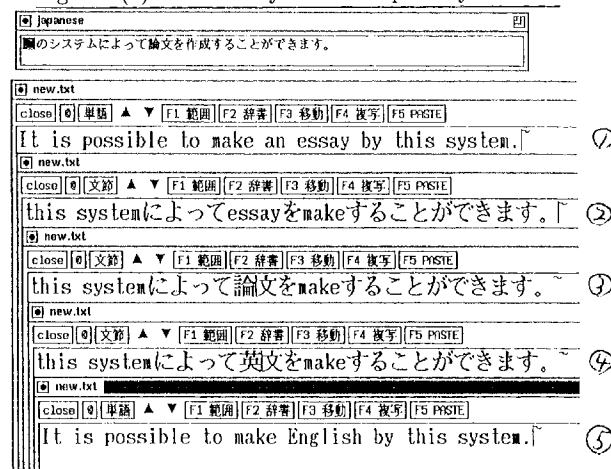 japanese
のシステムによって論文を作成することができます。
new.txt
close 0 単語 ▲ ▼ F1 範囲 F2 辞書 F3 移動 F4 複写 F5 PASTE
It is possible to make an essay by this system. ~ ①
new.txt
close 0 文節 ▲ ▼ F1 範囲 F2 辞書 F3 移動 F4 複写 F5 PASTE
this systemによってessayをmakeすることができます。 ②
new.txt
close 0 文節 ▲ ▼ F1 範囲 F2 辞書 F3 移動 F4 複写 F5 PASTE
this systemによって論文をmakeすることができます。~ ③
new.txt
close 0 文節 ▲ ▼ F1 範囲 F2 辞書 F3 移動 F4 複写 F5 PASTE
this systemによって英文をmakeすることができます。~ ④
new.txt
close 0 単語 ▲ ▼ F1 範囲 F2 辞書 F3 移動 F4 複写 F5 PASTE
It is possible to make English by this system. ~ ⑤